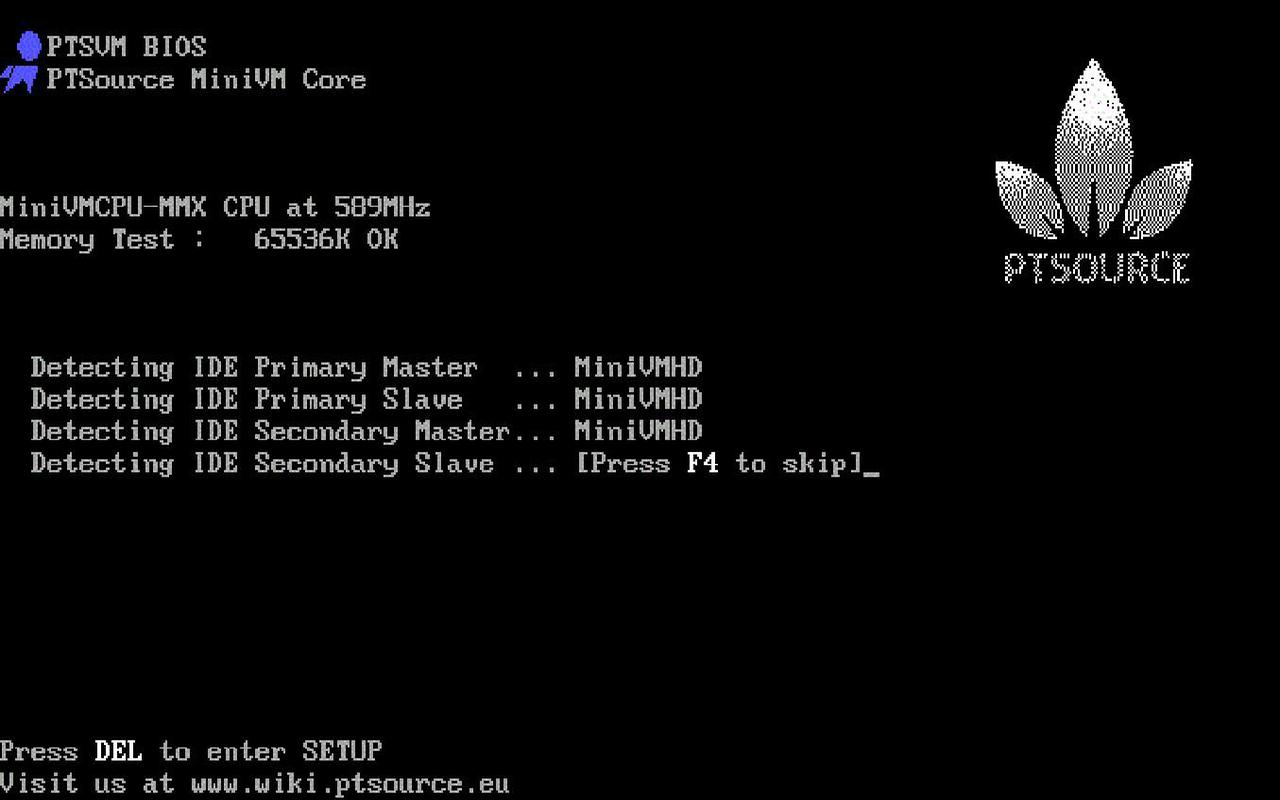 PTSVM BIOS
PTSource MiniVM Core
PTSOURCE
MiniVMCPU-MMX CPU at 589MHz
Memory Test :   65536K OK
Detecting IDE Primary Master  ... MiniVMHD
Detecting IDE Primary Slave   ... MiniVMHD
Detecting IDE Secondary Master... MiniVMHD
Detecting IDE Secondary Slave ... [Press F4 to skip]_
Press DEL to enter SETUP
Visit us at www.wiki.ptsource.eu